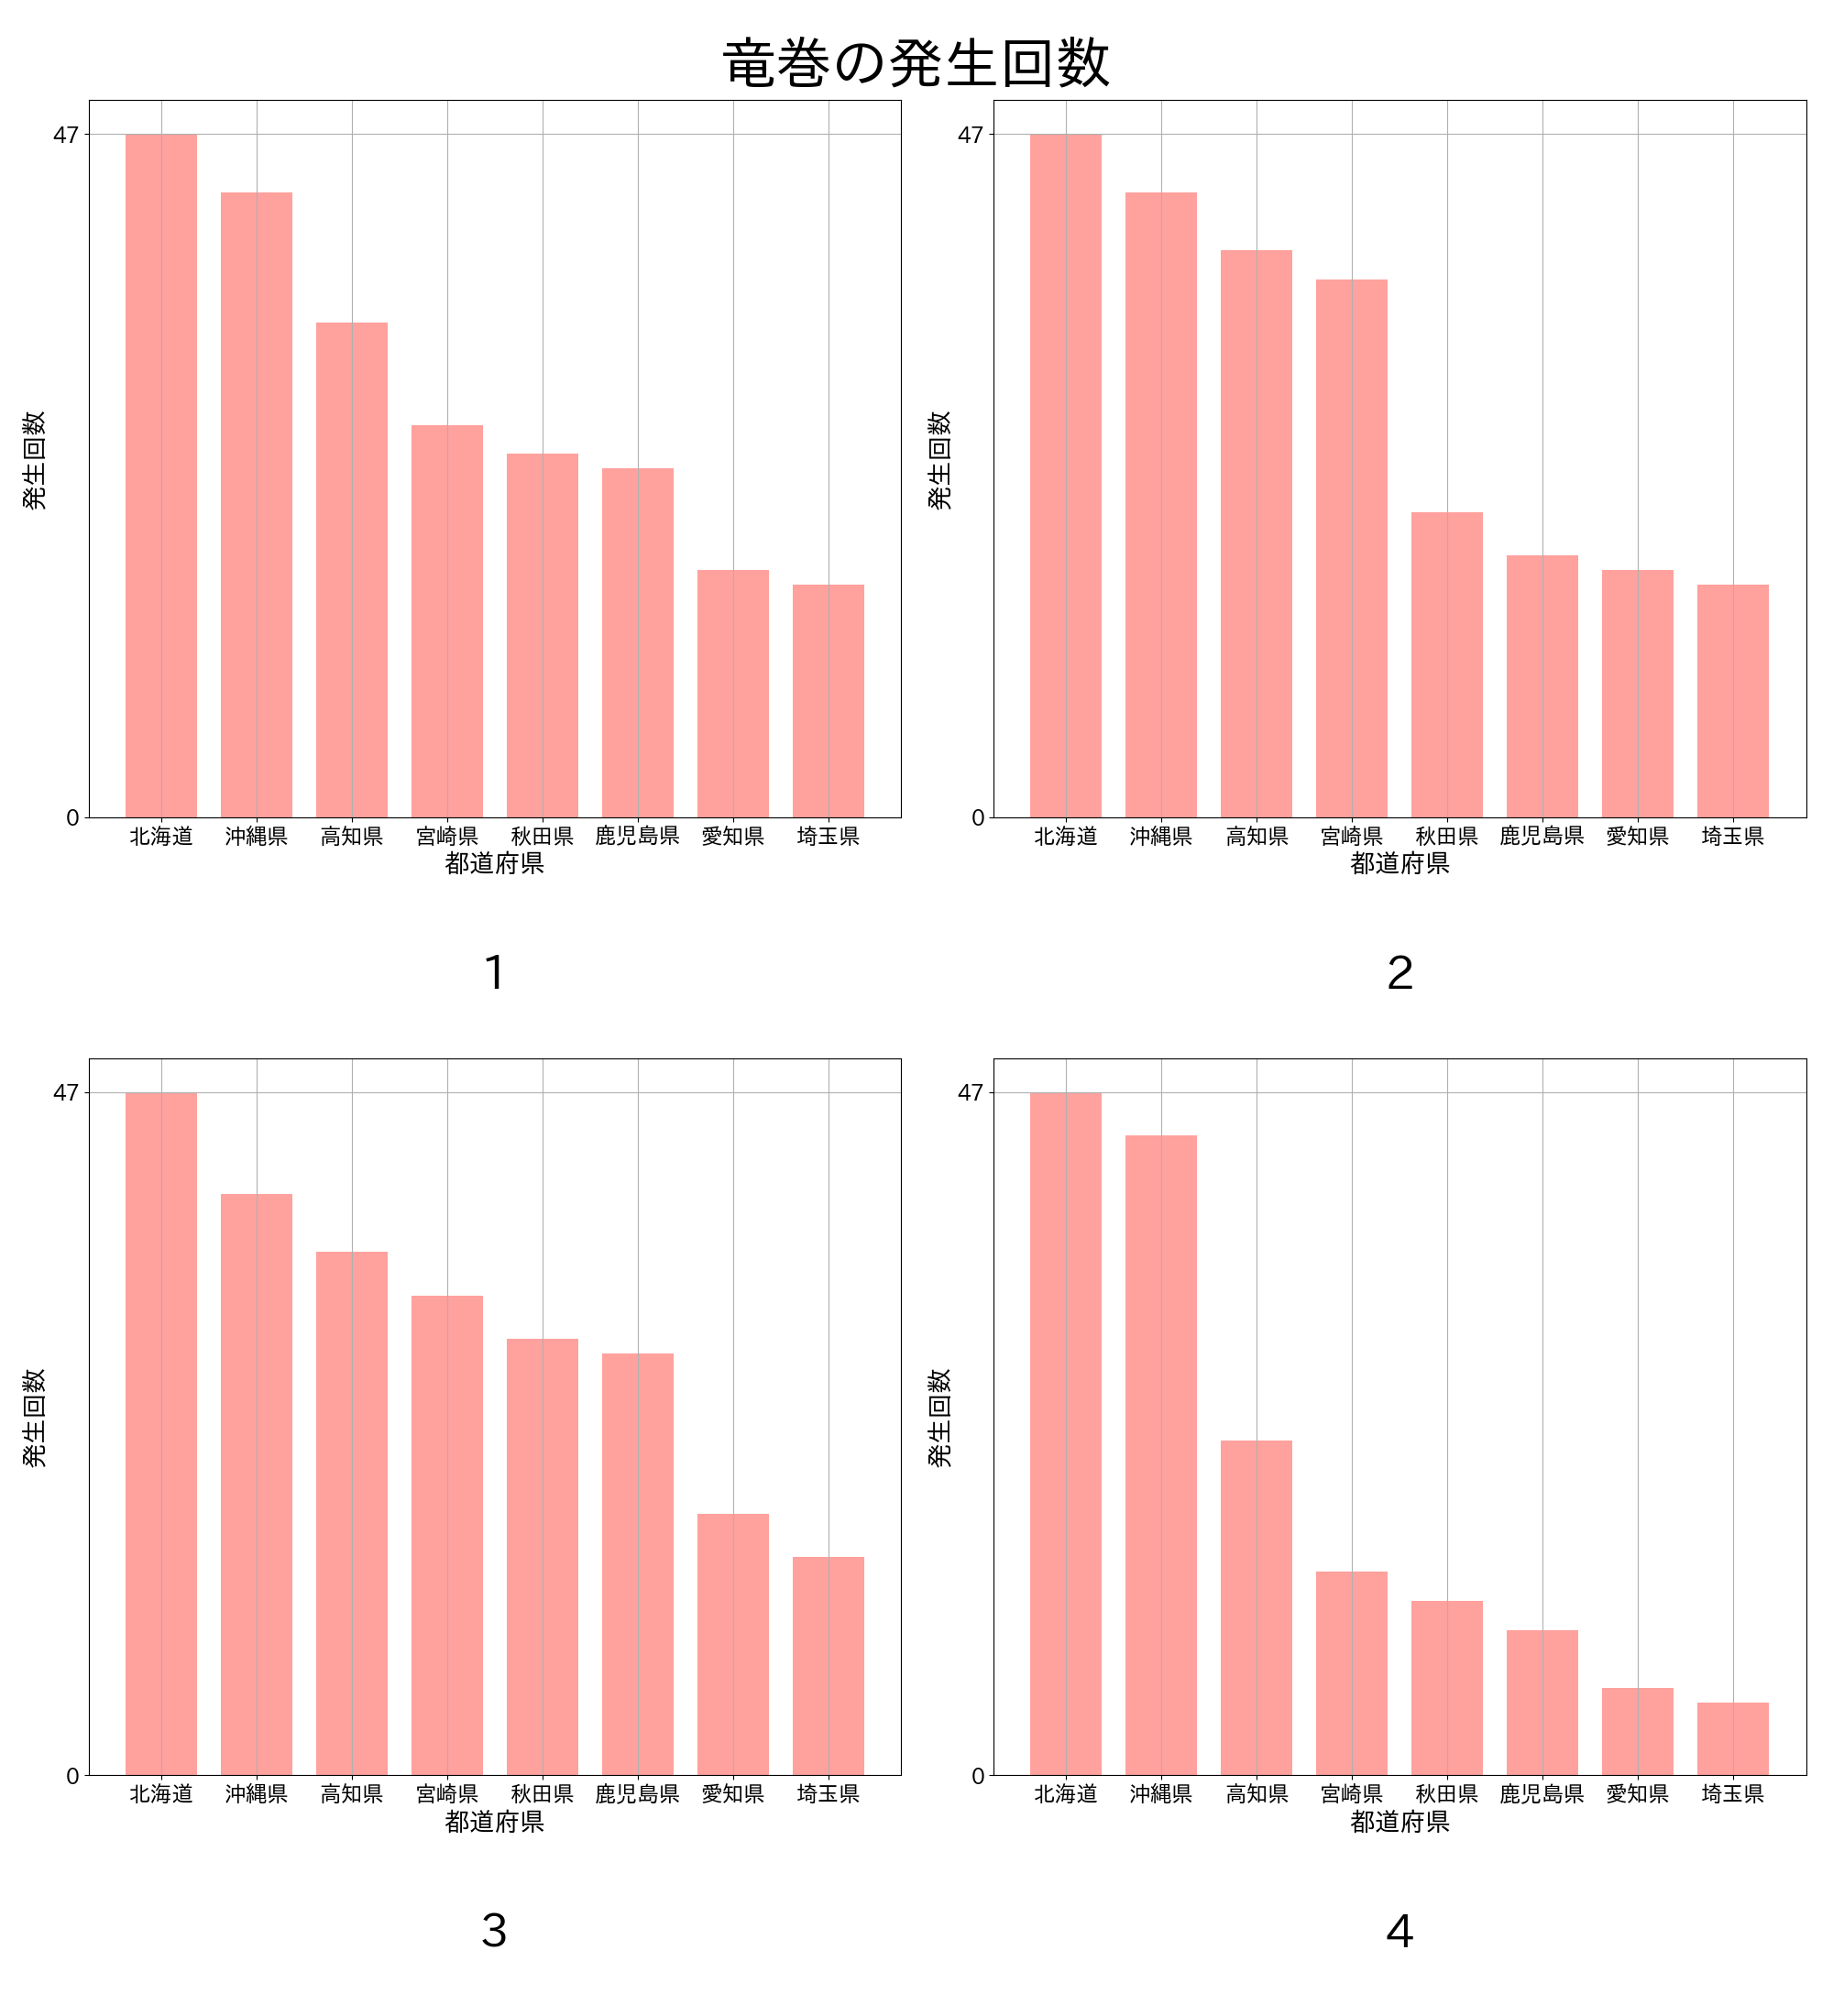 竜巻の発生回数
47
0
発生回数
北海道 沖縄県 高知県 宮崎県 秋田県 鹿児島県 愛知県 埼玉県
都道府県
1
47
0
発生回数
北海道 沖縄県 高知県 宮崎県 秋田県 鹿児島県 愛知県 埼玉県
都道府県
2
47
0
発生回数
北海道 沖縄県 高知県 宮崎県 秋田県 鹿児島県 愛知県 埼玉県
都道府県
3
47
0
発生回数
北海道 沖縄県 高知県 宮崎県 秋田県 鹿児島県 愛知県 埼玉県
都道府県
4